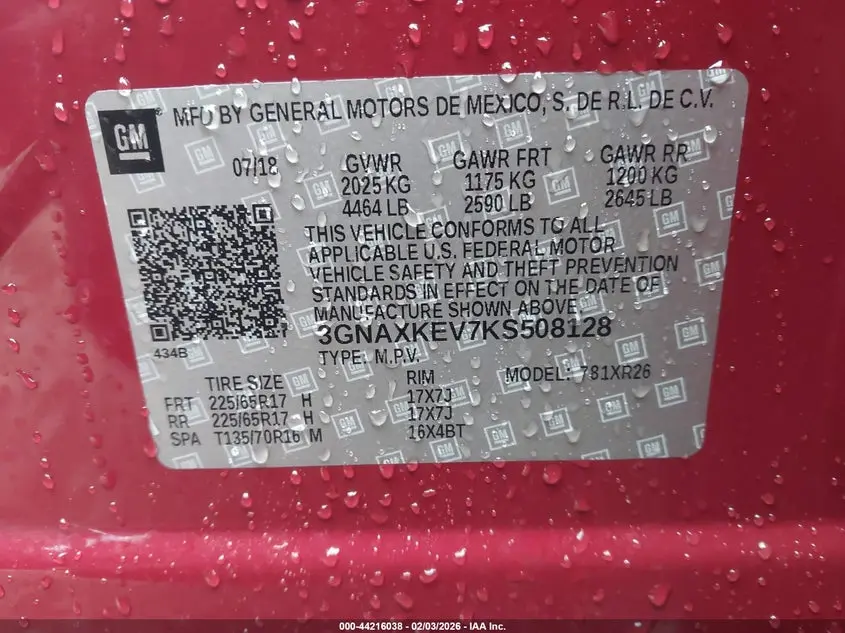 MFD BY GENERAL MOTORS DE MEXICO, S. DE R.L. DE C.V.
GM
07/18 GVWR GAWR FRT GAWR RR
2025 KG 1175 KG 1200 KG
4464 LB 2590 LB 2645 LB
THIS VEHICLE CONFORMS TO ALL
APPLICABLE U.S. FEDERAL MOTOR
VEHICLE SAFETY AND THEFT PREVENTION
STANDARDS IN EFFECT ON THE DATE OF
MANUFACTURE SHOWN ABOVE.
3GNAXKEV7KS508128
434B
TYPE: M.P.V. MODEL: 781XR26
TIRE SIZE RIM
FRT 225/65R17 H 17X7J
RR 225/65R17 H 17X7J
SPA T135/70R16 M 16X4BT
000-44216038 - 02/03/2026 - IAA Inc.